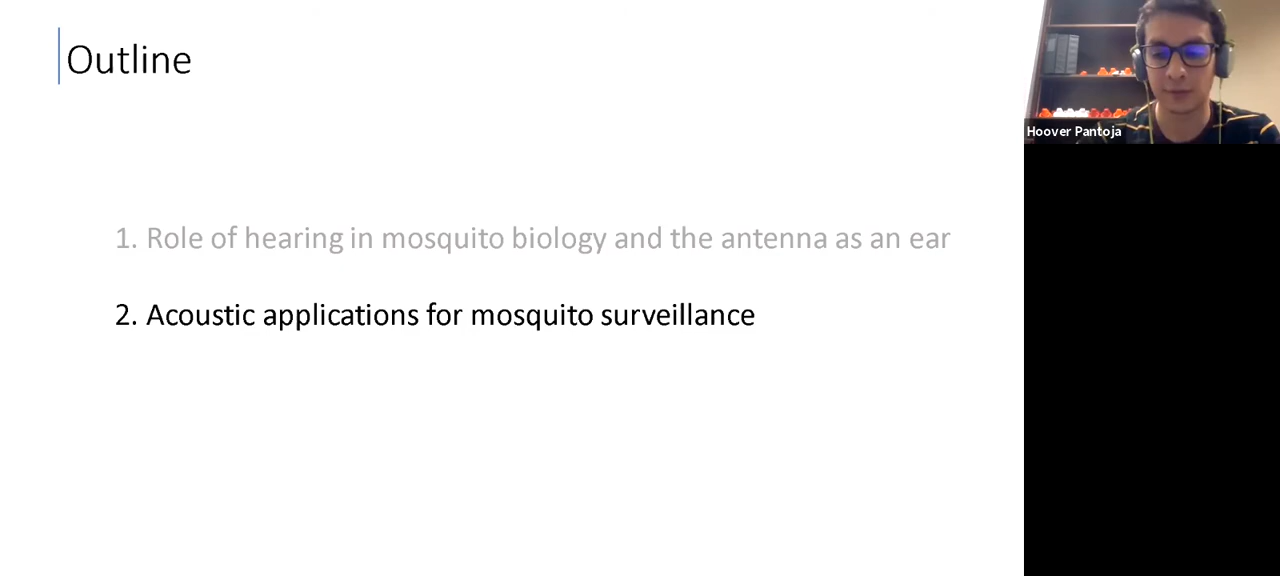 Outline
Hoover Pantoja
1. Role of hearing in mosquito biology and the antenna as an ear
2. Acoustic applications for mosquito surveillance